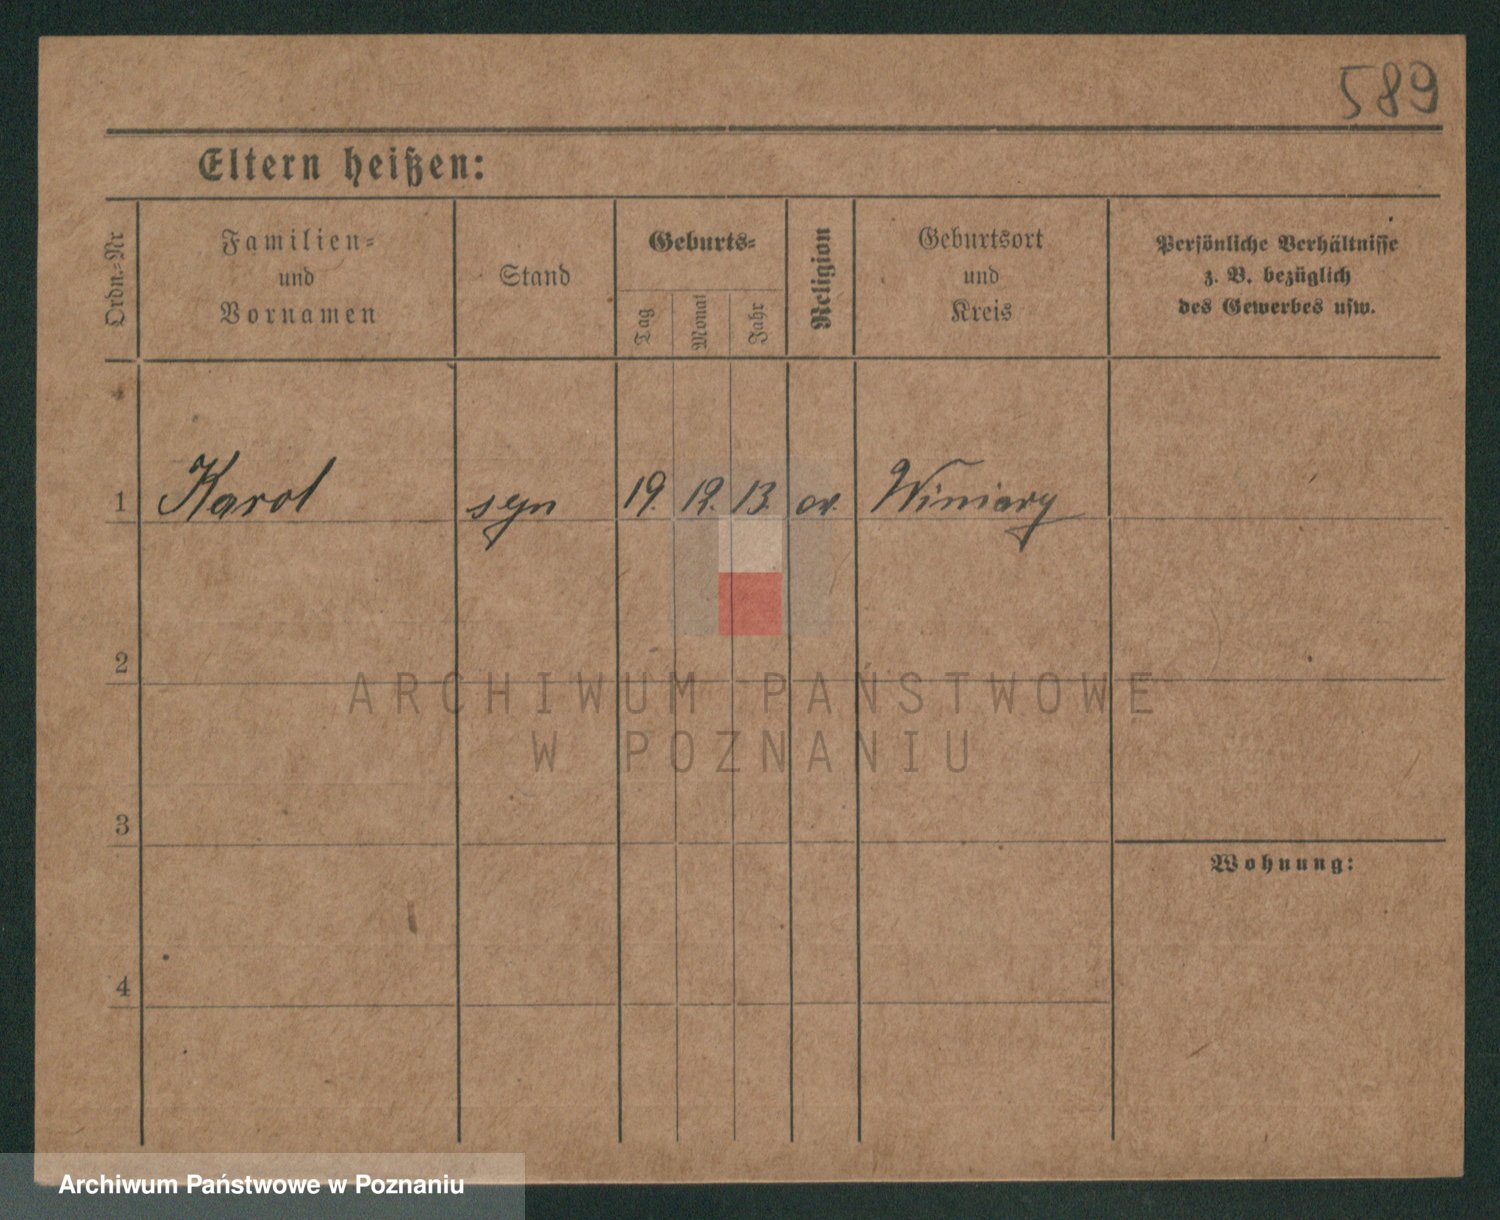 589
Eltern heißen:
Ordn.=Nr
Familien=
und
Vornamen
Stand
Geburts=
Tag
Monat
Jahr
Religion
Geburtsort
und
Kreis
Persönliche Verhältnisse
z. B. bezüglich
des Gewerbes usw.
1 Karol syn 19. 12. 13. ev. Winiary
2
ARCHIWUM PAŃSTWOWE
W POZNANIU
3
Wohnung:
4
Archiwum Państwowe w Poznaniu